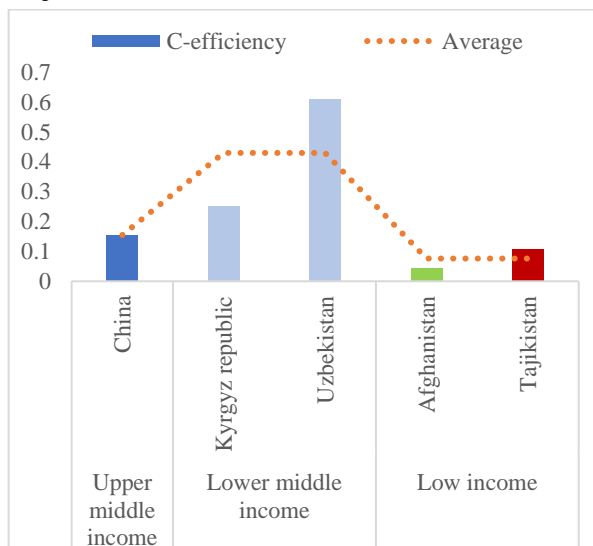 C-efficiency
Average
0.7
0.6
0.5
0.4
0.3
0.2
0.1
0
China
Kyrgyz republic
Uzbekistan
Afghanistan
Tajikistan
Upper
middle
income
Lower middle
income
Low income